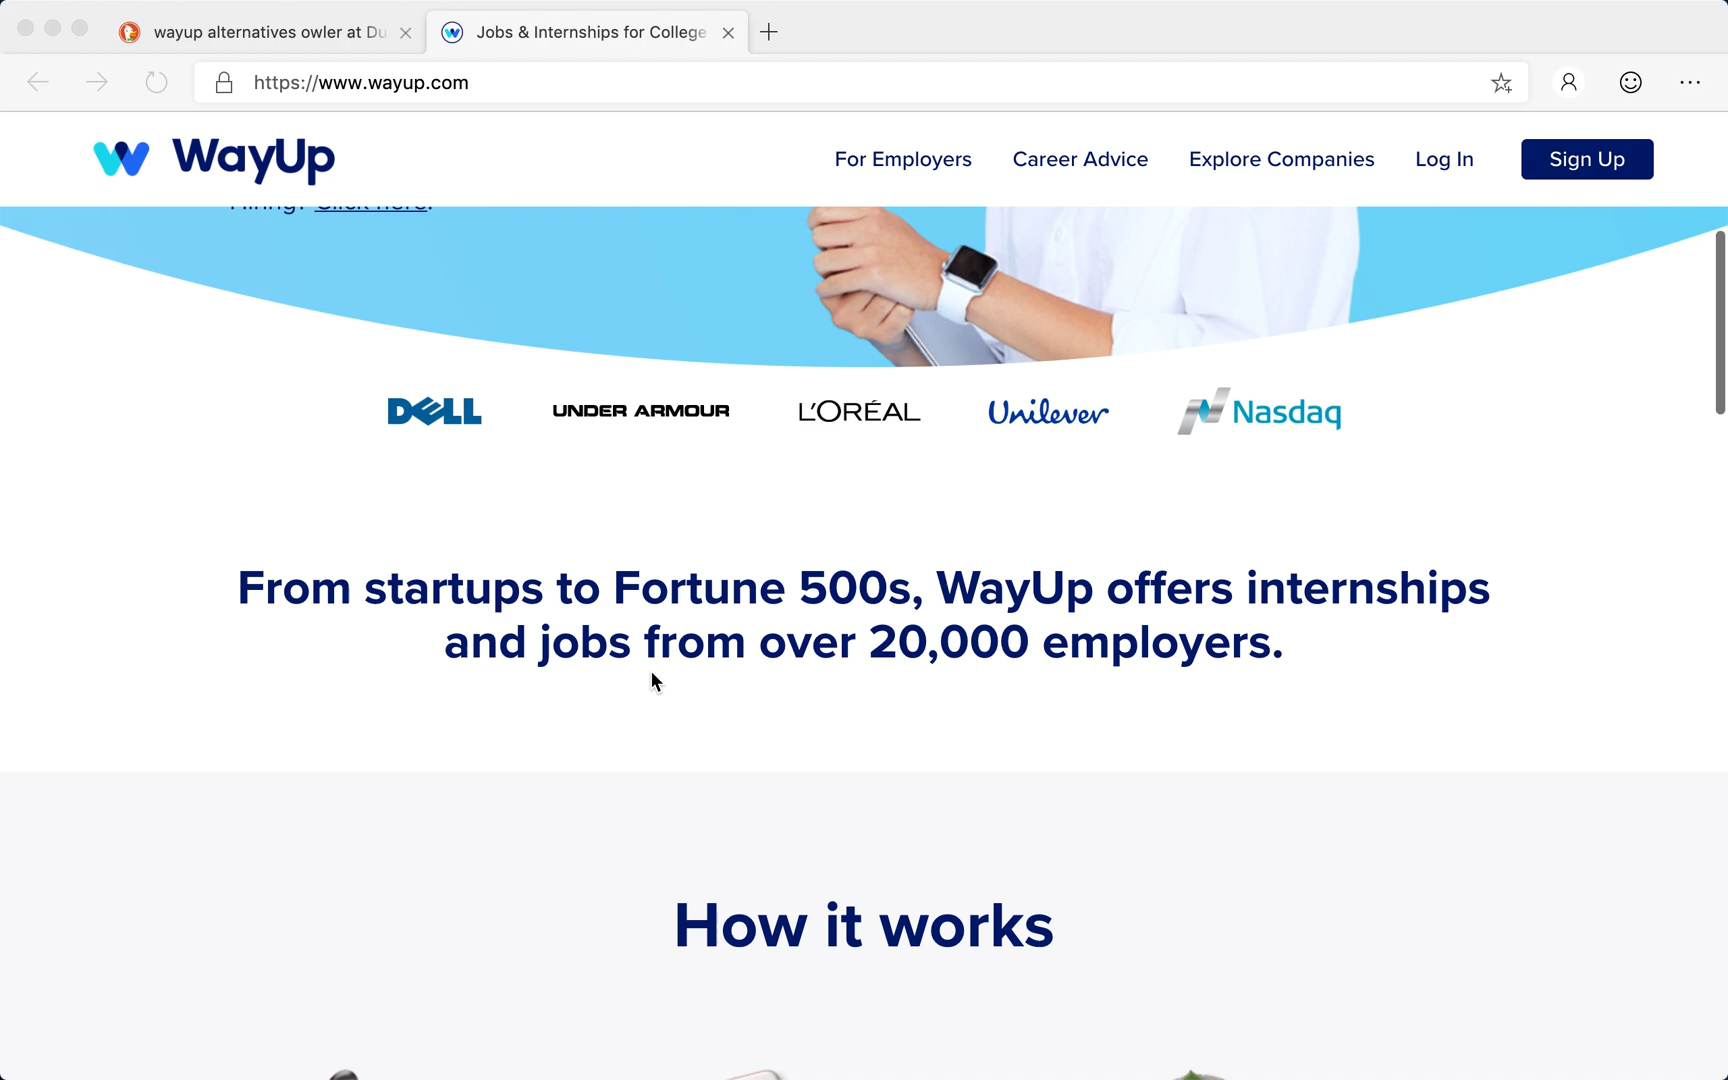 wayup alternatives owler at Du
Jobs & Internships for College
https://www.wayup.com
WayUp
For Employers
Career Advice
Explore Companies
Log In
Sign Up
Hiring? Click here.
DELL
UNDER ARMOUR
L'ORÉAL
Unilever
Nasdaq
From startups to Fortune 500s, WayUp offers internships
and jobs from over 20,000 employers.
How it works